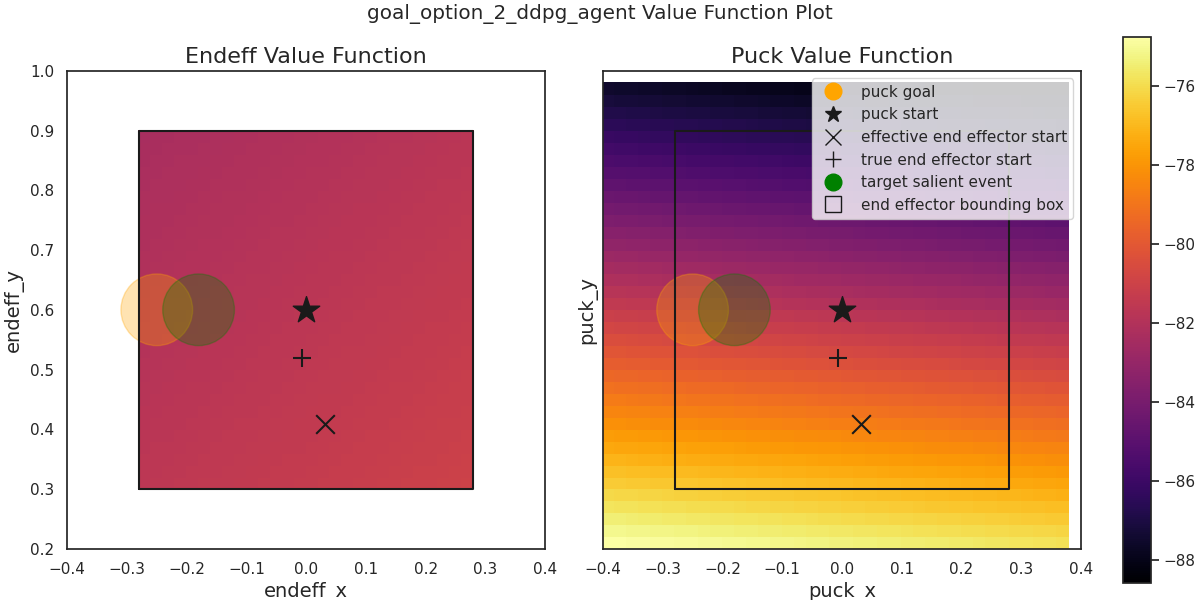 goal_option_2_ddpg_agent Value Function Plot
Endeff Value Function
1.0
0.9
0.8
0.7
0.6
0.5
0.4
0.3
0.2
endeff_y
−0.4 −0.3 −0.2 −0.1 0.0 0.1 0.2 0.3 0.4
endeff_x
Puck Value Function
puck goal
puck start
effective end effector start
true end effector start
target salient event
end effector bounding box
puck_y
−0.4 −0.3 −0.2 −0.1 0.0 0.1 0.2 0.3 0.4
puck_x
−76
−78
−80
−82
−84
−86
−88